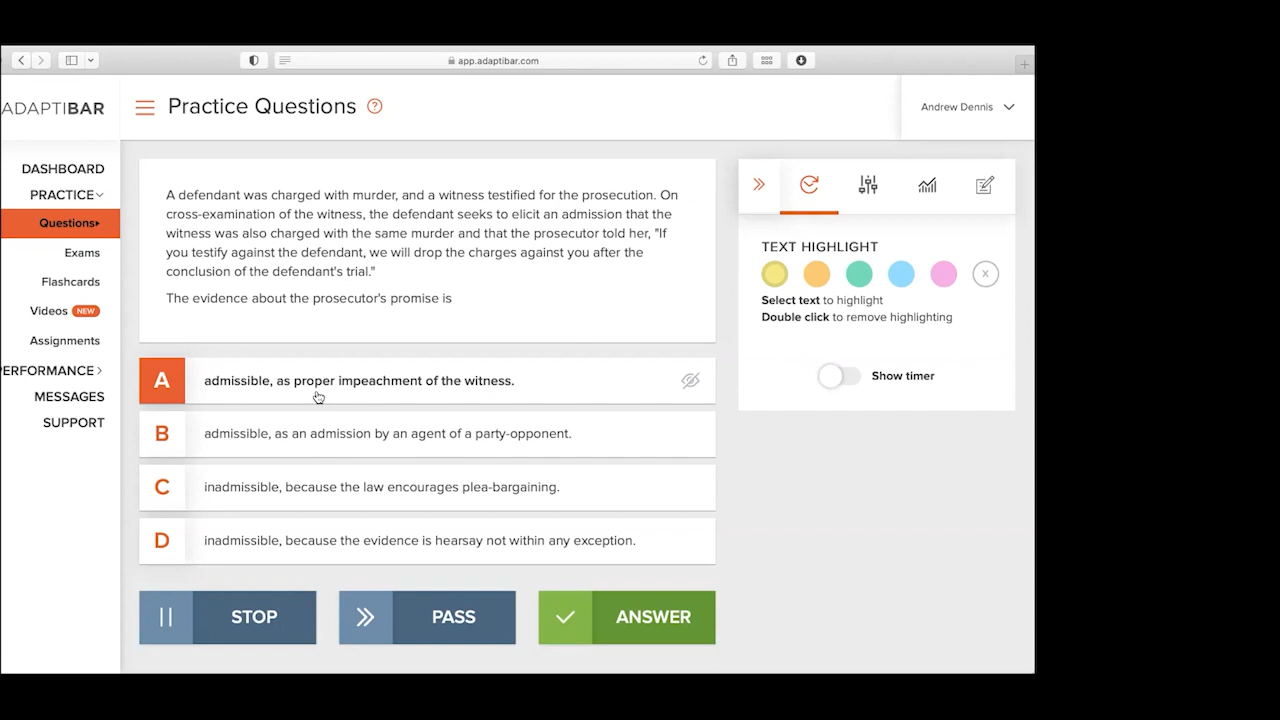 app.adaptibar.com
ADAPTIBAR
Practice Questions ?
Andrew Dennis
DASHBOARD
PRACTICE
Questions
Exams
Flashcards
Videos NEW
Assignments
PERFORMANCE
MESSAGES
SUPPORT
A defendant was charged with murder, and a witness testified for the prosecution. On
cross-examination of the witness, the defendant seeks to elicit an admission that the
witness was also charged with the same murder and that the prosecutor told her, "If
you testify against the defendant, we will drop the charges against you after the
conclusion of the defendant's trial."
The evidence about the prosecutor's promise is
A admissible, as proper impeachment of the witness.
B admissible, as an admission by an agent of a party-opponent.
C inadmissible, because the law encourages plea-bargaining.
D inadmissible, because the evidence is hearsay not within any exception.
STOP
PASS
ANSWER
TEXT HIGHLIGHT
X
Select text to highlight
Double click to remove highlighting
Show timer